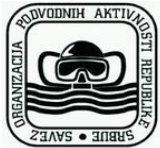 SAVEZ ORGANIZACIJA PODVODNIH AKTIVNOSTI REPUBLIKE SRBIJE •